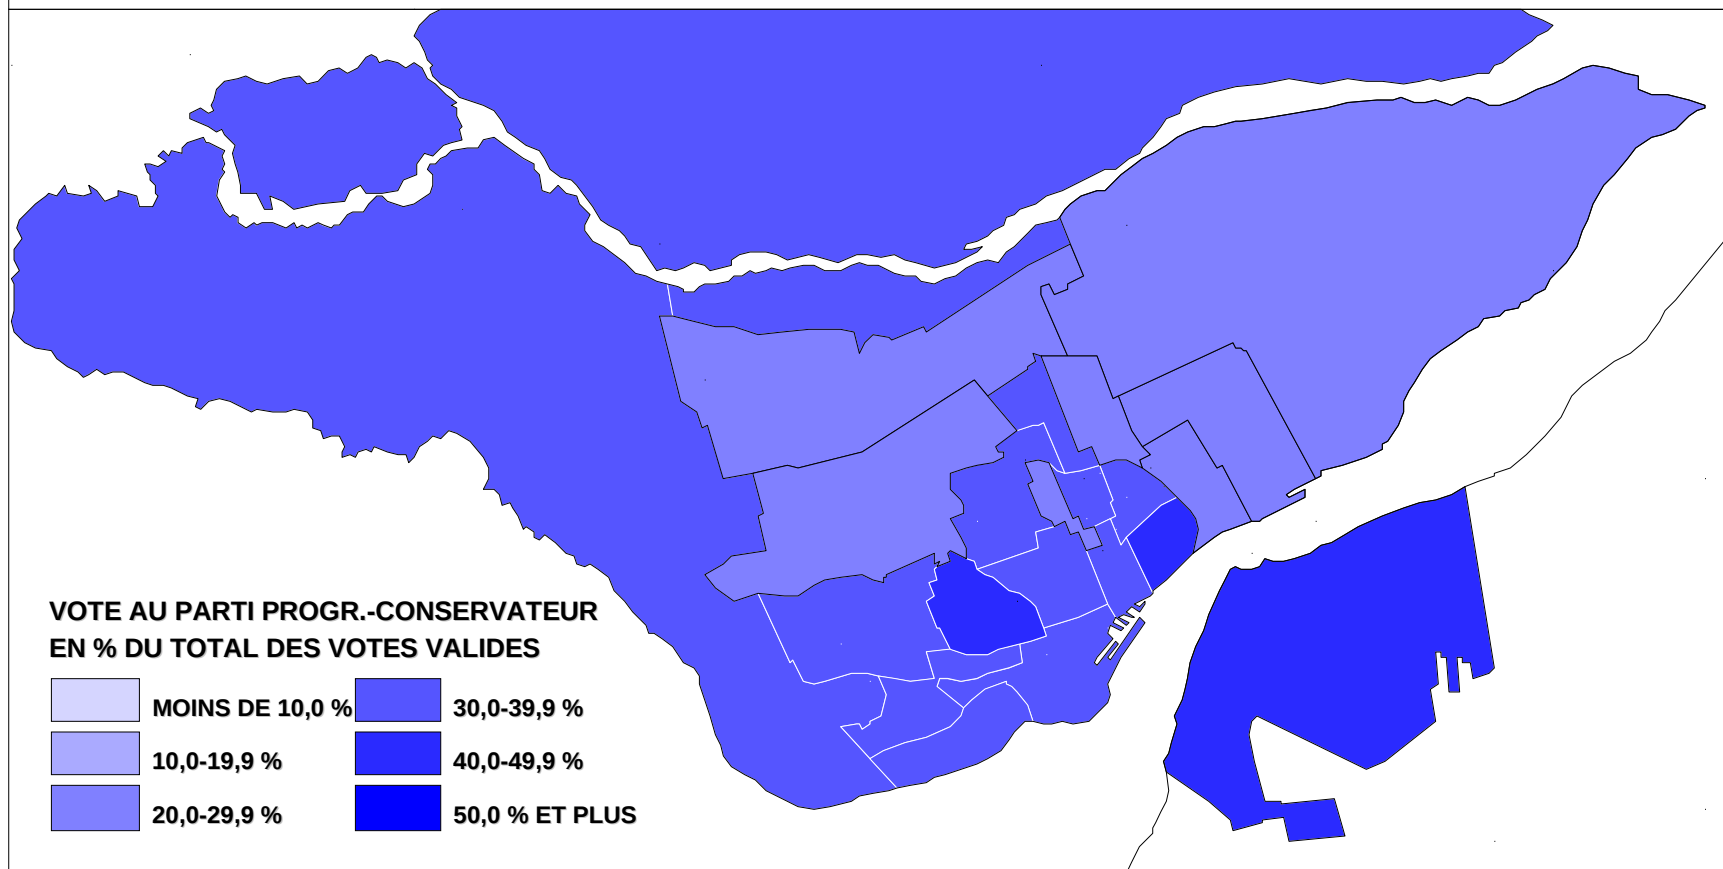 VOTE AU PARTI PROGR.-CONSERVATEUR
EN % DU TOTAL DES VOTES VALIDES
MOINS DE 10,0 %
10,0-19,9 %
20,0-29,9 %
30,0-39,9 %
40,0-49,9 %
50,0 % ET PLUS